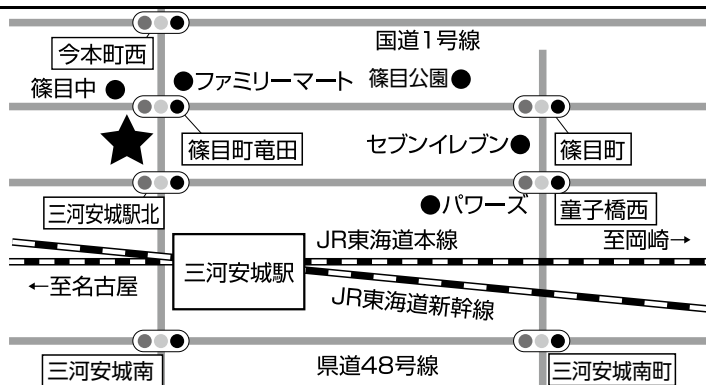 国道1号線
今本町西
篠目中
ファミリーマート
篠目公園
篠目町竜田
セブンイレブン
篠目町
三河安城駅北
パワーズ
童子橋西
JR東海道本線
至岡崎→
三河安城駅
←至名古屋
JR東海道新幹線
三河安城南
県道48号線
三河安城南町